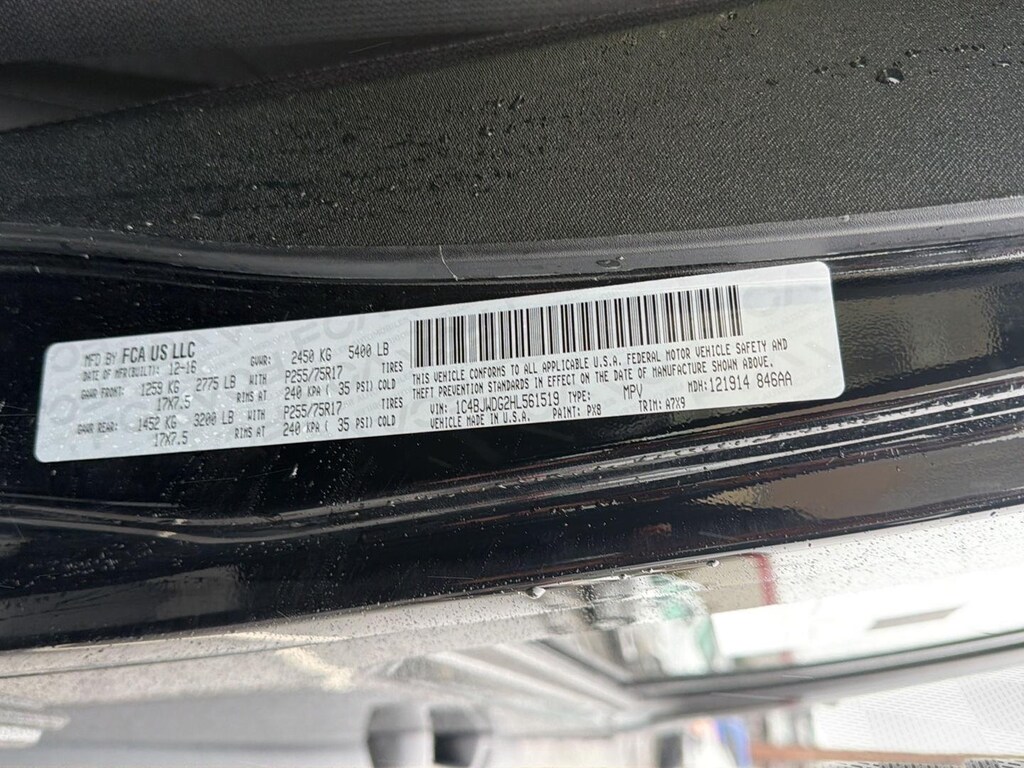 MFD BY FCA US LLC
DATE OF MFR(BUILT): 12-16 GVWR: 2450 KG 5400 LB
GAWR FRONT: 1259 KG 2775 LB WITH P255/75R17 TIRES
17X7.5 RIMS AT 240 KPA ( 35 PSI) COLD
GAWR REAR: 1452 KG 3200 LB WITH P255/75R17 TIRES
17X7.5 RIMS AT 240 KPA ( 35 PSI) COLD
THIS VEHICLE CONFORMS TO ALL APPLICABLE U.S.A. FEDERAL MOTOR VEHICLE SAFETY AND
THEFT PREVENTION STANDARDS IN EFFECT ON THE DATE OF MANUFACTURE SHOWN ABOVE.
VIN: 1C4BJWDG2HL561519 TYPE: MPV MDH: 121914 846AA
VEHICLE MADE IN U.S.A. PAINT: PX8 TRIM: A7X9